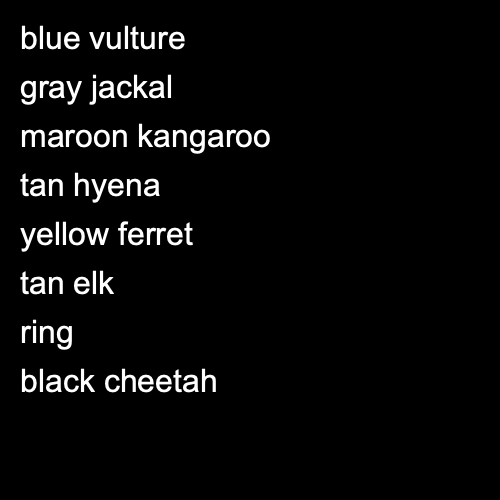 blue vulture
gray jackal
maroon kangaroo
tan hyena
yellow ferret
tan elk
ring
black cheetah